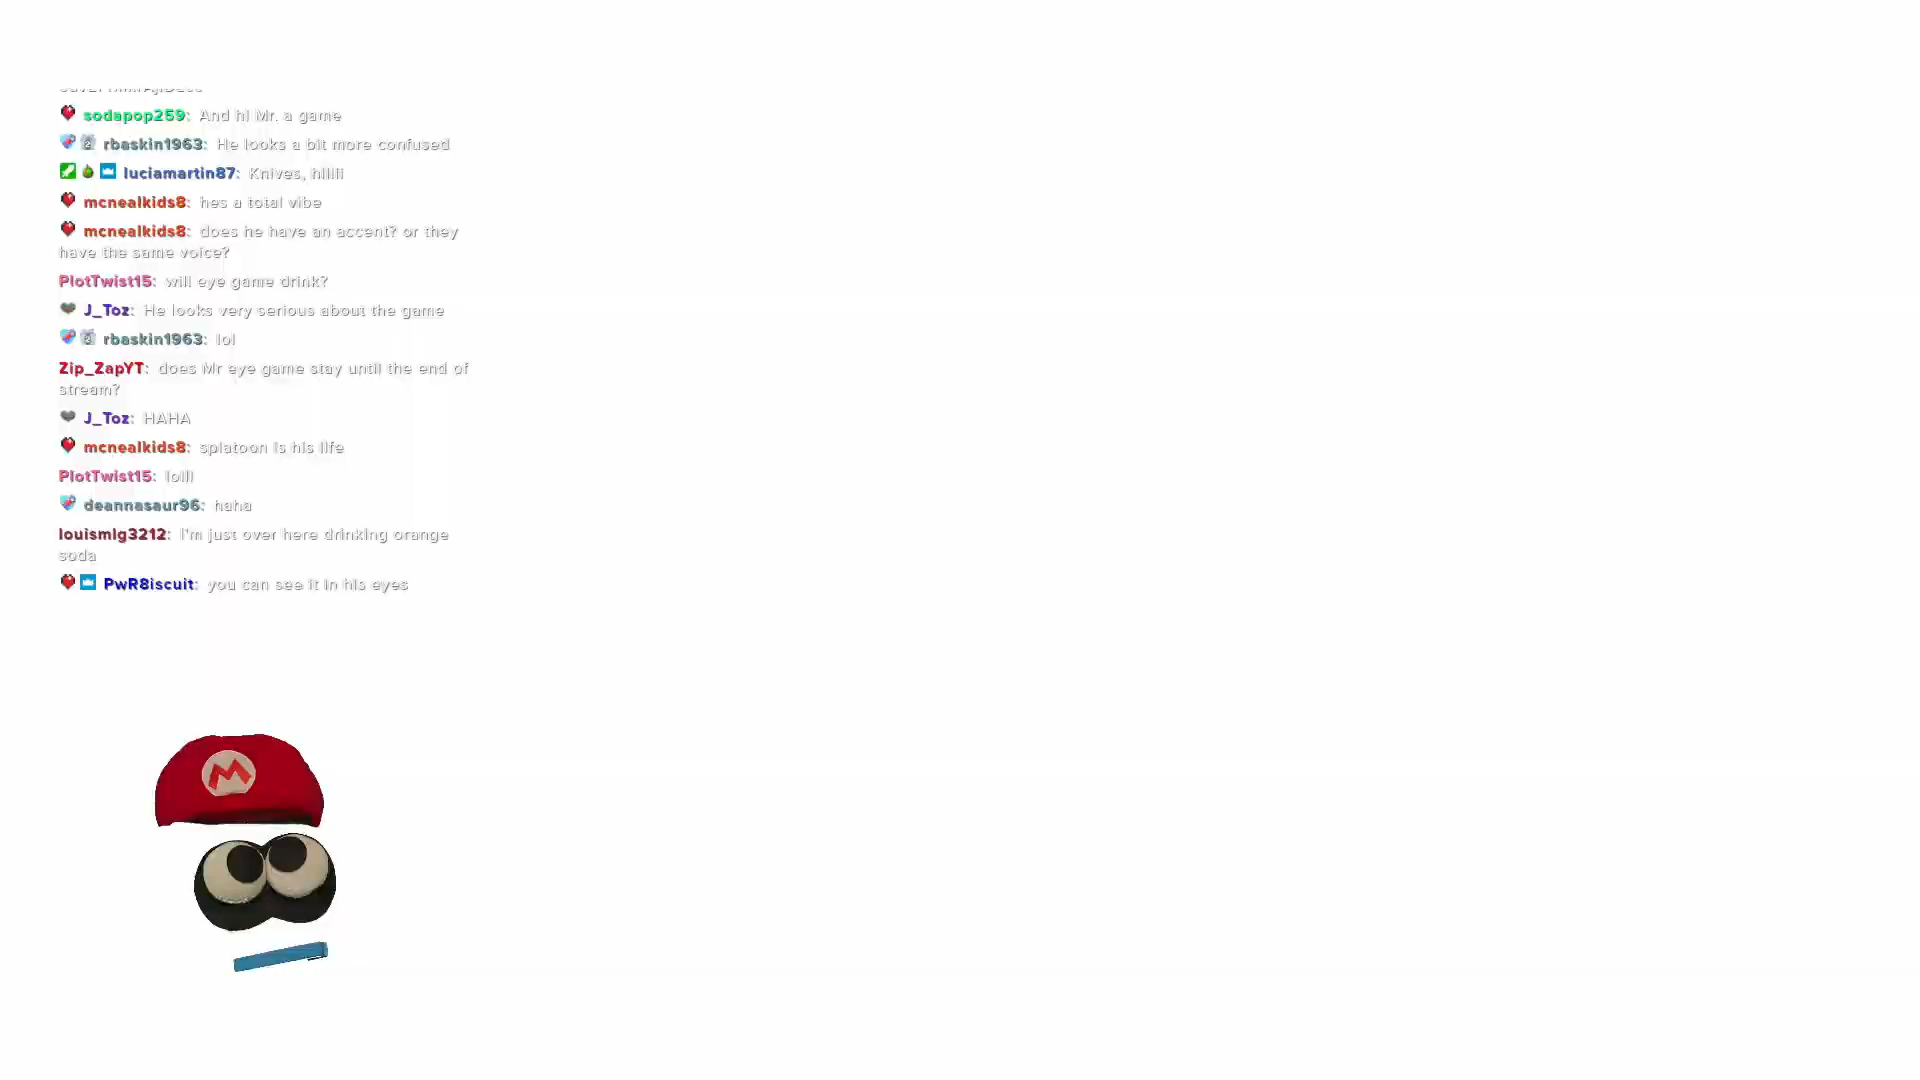 sodapop259: And hi Mr. a game
rbaskin1963: He looks a bit more confused
luciamartin87: Knives, hiiiii
mcnealkids8: hes a total vibe
mcnealkids8: does he have an accent? or they
have the same voice?
PlotTwist15: will eye game drink?
J_Toz: He looks very serious about the game
rbaskin1963: lol
Zip_ZapYT: does Mr eye game stay until the end of
stream?
J_Toz: HAHA
mcnealkids8: splatoon is his life
PlotTwist15: lolll
deannasaur96: haha
louismlg3212: I'm just over here drinking orange
soda
PwR8iscuit: you can see it in his eyes
M